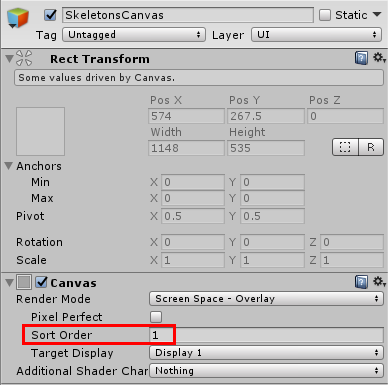 SkeletonsCanvas Static
Tag Untagged Layer UI
Rect Transform
Some values driven by Canvas.
Pos X Pos Y Pos Z
574 267.5 0
Width Height
1148 535
R
Anchors
Min X 0 Y 0
Max X 0 Y 0
Pivot X 0.5 Y 0.5
Rotation X 0 Y 0 Z 0
Scale X 1 Y 1 Z 1
Canvas
Render Mode Screen Space - Overlay
Pixel Perfect
Sort Order 1
Target Display Display 1
Additional Shader Char Nothing